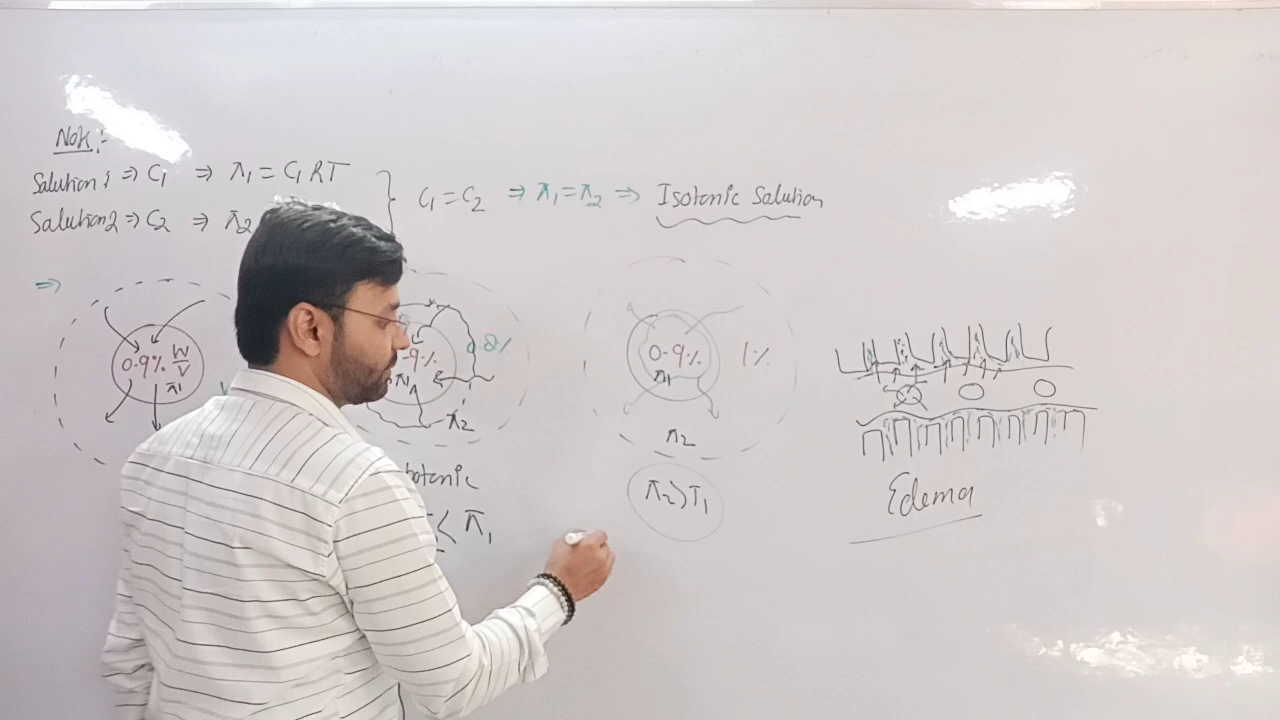 Note:-
Solution 1 ⇒ C₁ ⇒ π₁ = C₁RT
Solution 2 ⇒ C₂ ⇒ π₂
C₁ = C₂ ⇒ π₁ = π₂ ⇒ Isotonic Solution
⇒
0.9% W/V
π₁
-9%
π₁
0.8%
π₂
0.9%
π₁
1%
π₂
otonic
< π₁
π₂ > π₁
Edema